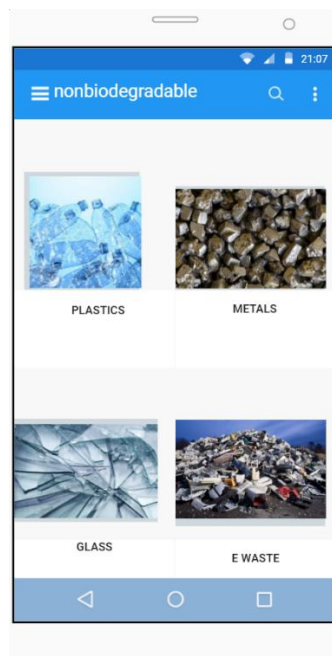 21:07
nonbiodegradable
PLASTICS
METALS
GLASS
E WASTE